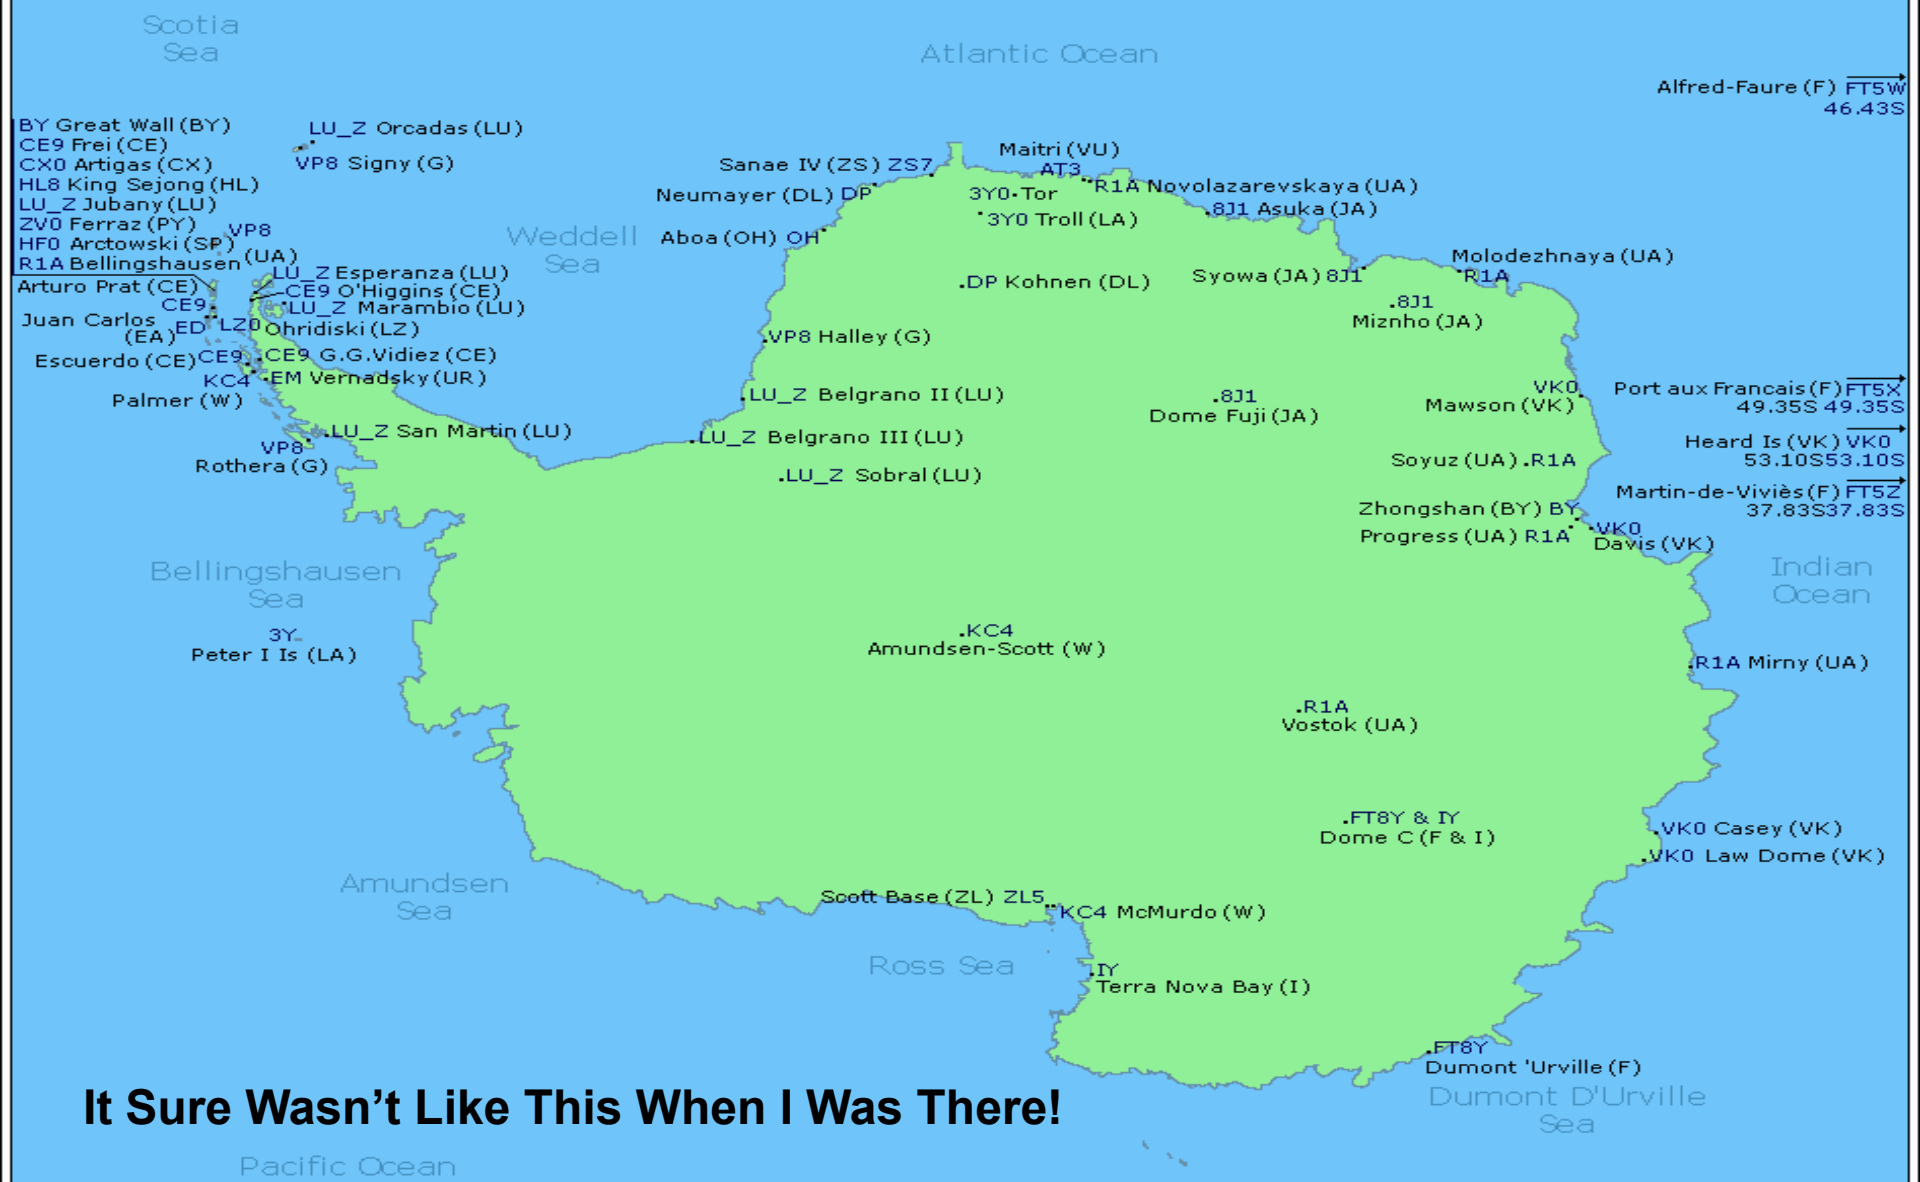 Scotia
Sea
Atlantic Ocean
Alfred-Faure (F) FT5W
46.43S
BY Great Wall (BY)
CE9 Frei (CE)
CX0 Artigas (CX)
HL8 King Sejong (HL)
LU_Z Jubany (LU)
ZV0 Ferraz (PY)
HF0 Arctowski (SP)
R1A Bellingshausen (UA)
VP8
LU_Z Orcadas (LU)
VP8 Signy (G)
Arturo Prat (CE)
CE9
Juan Carlos
(EA) ED
LZ0 Ohridiski (LZ)
LU_Z Esperanza (LU)
CE9 O'Higgins (CE)
LU_Z Marambio (LU)
Escuerdo (CE) CE9
CE9 G.G.Vidiez (CE)
KC4
Palmer (W)
EM Vernadsky (UR)
LU_Z San Martin (LU)
VP8
Rothera (G)
Weddell
Sea
Sanae IV (ZS) ZS7
Neumayer (DL) DP
Aboa (OH) OH
Maitri (VU)
AT3
R1A Novolazarevskaya (UA)
3Y0 Tor
3Y0 Troll (LA)
8J1 Asuka (JA)
DP Kohnen (DL)
Syowa (JA) 8J1
Molodezhnaya (UA)
R1A
8J1
Miznho (JA)
VP8 Halley (G)
LU_Z Belgrano II (LU)
8J1
Dome Fuji (JA)
VK0
Mawson (VK)
Port aux Francais (F) FT5X
49.35S 49.35S
LU_Z Belgrano III (LU)
Heard Is (VK) VK0
53.10S53.10S
LU_Z Sobral (LU)
Soyuz (UA) R1A
Martin-de-Viviès (F) FT5Z
37.83S37.83S
Zhongshan (BY) BY
Progress (UA) R1A
VK0
Davis (VK)
Bellingshausen
Sea
Indian
Ocean
3Y
Peter I Is (LA)
KC4
Amundsen-Scott (W)
R1A Mirny (UA)
R1A
Vostok (UA)
FT8Y & IY
Dome C (F & I)
VK0 Casey (VK)
VK0 Law Dome (VK)
Amundsen
Sea
Scott Base (ZL) ZL5
KC4 McMurdo (W)
Ross Sea
IY
Terra Nova Bay (I)
FT8Y
Dumont 'Urville (F)
Dumont D'Urville
Sea
It Sure Wasn’t Like This When I Was There!
Pacific Ocean